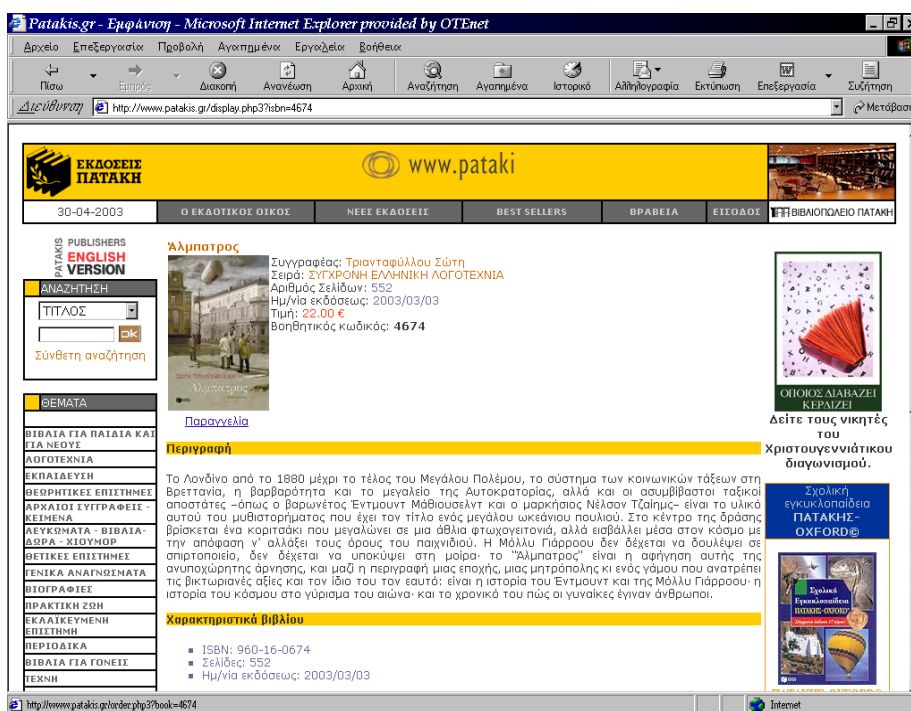 Patakis.gr - Εμφάνιση - Microsoft Internet Explorer provided by OTEnet
Αρχείο Επεξεργασία Προβολή Αγαπημένα Εργαλεία Βοήθεια
Πίσω Εμπρός Διακοπή Ανανέωση Αρχική Αναζήτηση Αγαπημένα Ιστορικό Αλληλογραφία Εκτύπωση Επεξεργασία Συζήτηση
Διεύθυνση http://www.patakis.gr/display.php3?isbn=4674 Μετάβασ
ΕΚΔΟΣΕΙΣ
ΠΑΤΑΚΗ
www.pataki
30-04-2003 Ο ΕΚΔΟΤΙΚΟΣ ΟΙΚΟΣ ΝΕΕΣ ΕΚΔΟΣΕΙΣ BEST SELLERS ΒΡΑΒΕΙΑ ΕΙΣΟΔΟΣ ΒΙΒΛΙΟΠΩΛΕΙΟ ΠΑΤΑΚΗ
PATAKIS
PUBLISHERS
ENGLISH
VERSION
ΑΝΑΖΗΤΗΣΗ
ΤΙΤΛΟΣ
ok
Σύνθετη αναζήτηση
ΘΕΜΑΤΑ
ΒΙΒΛΙΑ ΓΙΑ ΠΑΙΔΙΑ ΚΑΙ
ΓΙΑ ΝΕΟΥΣ
ΛΟΓΟΤΕΧΝΙΑ
ΕΚΠΑΙΔΕΥΣΗ
ΘΕΩΡΗΤΙΚΕΣ ΕΠΙΣΤΗΜΕΣ
ΑΡΧΑΙΟΙ ΣΥΓΓΡΑΦΕΙΣ -
ΚΕΙΜΕΝΑ
ΛΕΥΚΩΜΑΤΑ - ΒΙΒΛΙΑ-
ΔΩΡΑ - ΧΙΟΥΜΟΡ
ΘΕΤΙΚΕΣ ΕΠΙΣΤΗΜΕΣ
ΓΕΝΙΚΑ ΑΝΑΓΝΩΣΜΑΤΑ
ΒΙΟΓΡΑΦΙΕΣ
ΠΡΑΚΤΙΚΗ ΖΩΗ
ΕΚΛΑΪΚΕΥΜΕΝΗ
ΕΠΙΣΤΗΜΗ
ΠΕΡΙΟΔΙΚΑ
ΒΙΒΛΙΑ ΓΙΑ ΓΟΝΕΙΣ
ΤΕΧΝΗ
Άλμπατρος
Συγγραφέας: Τριανταφύλλου Σώτη
Σειρά: ΣΥΓΧΡΟΝΗ ΕΛΛΗΝΙΚΗ ΛΟΓΟΤΕΧΝΙΑ
Αριθμός Σελίδων: 552
Ημ/νία εκδόσεως: 2003/03/03
Τιμή: 22.00 €
Βοηθητικός κωδικός: 4674
Άλμπατρος
Παραγγελία
Περιγραφή
Το Λονδίνο από το 1880 μέχρι το τέλος του Μεγάλου Πολέμου, το σύστημα των κοινωνικών τάξεων στη
Βρεττανία, η βαρβαρότητα και το μεγαλείο της Αυτοκρατορίας, αλλά και οι ασυμβίβαστοι ταξικοί
αποστάτες –όπως ο βαρωνέτος Έντμουντ Μάθιουσελντ και ο μαρκήσιος Νέλσον Τζαίημς– είναι το υλικό
αυτού του μυθιστορήματος που έχει τον τίτλο ενός μεγάλου ωκεάνιου πουλιού. Στο κέντρο της δράσης
βρίσκεται ένα κοριτσάκι που μεγαλώνει σε μια άθλια φτωχογειτονιά, αλλά εισβάλλει μέσα στον κόσμο με
την απόφαση ν' αλλάξει τους όρους του παιχνιδιού. Η Μόλλυ Γιάρροου δεν δέχεται να δουλέψει σε
σπιρτοποιείο, δεν δέχεται να υποκύψει στη μοίρα· το "Άλμπατρος" είναι η αφήγηση αυτής της
ανυποχώρητης άρνησης, και μαζί η περιγραφή μιας εποχής, μιας μητρόπολης κι ενός γάμου που ανατρέπει
τις βικτωριανές αξίες και τον ίδιο του τον εαυτό: είναι η ιστορία του Έντμουντ και της Μόλλυ Γιάρροου· η
ιστορία του κόσμου στο γύρισμα του αιώνα· και το χρονικό του πώς οι γυναίκες έγιναν άνθρωποι.
Χαρακτηριστικά βιβλίου
ISBN: 960-16-0674
Σελίδες: 552
Ημ/νία εκδόσεως: 2003/03/03
ΟΠΟΙΟΣ ΔΙΑΒΑΖΕΙ
ΚΕΡΔΙΖΕΙ
Δείτε τους νικητές
του
Χριστουγεννιάτικου
διαγωνισμού.
Σχολική
εγκυκλοπαίδεια
ΠΑΤΑΚΗΣ-
OXFORD©
Σχολική
Εγκυκλοπαίδεια
ΠΑΤΑΚΗΣ-OXFORD
http://www.patakis.gr/order.php3?book=4674 Internet